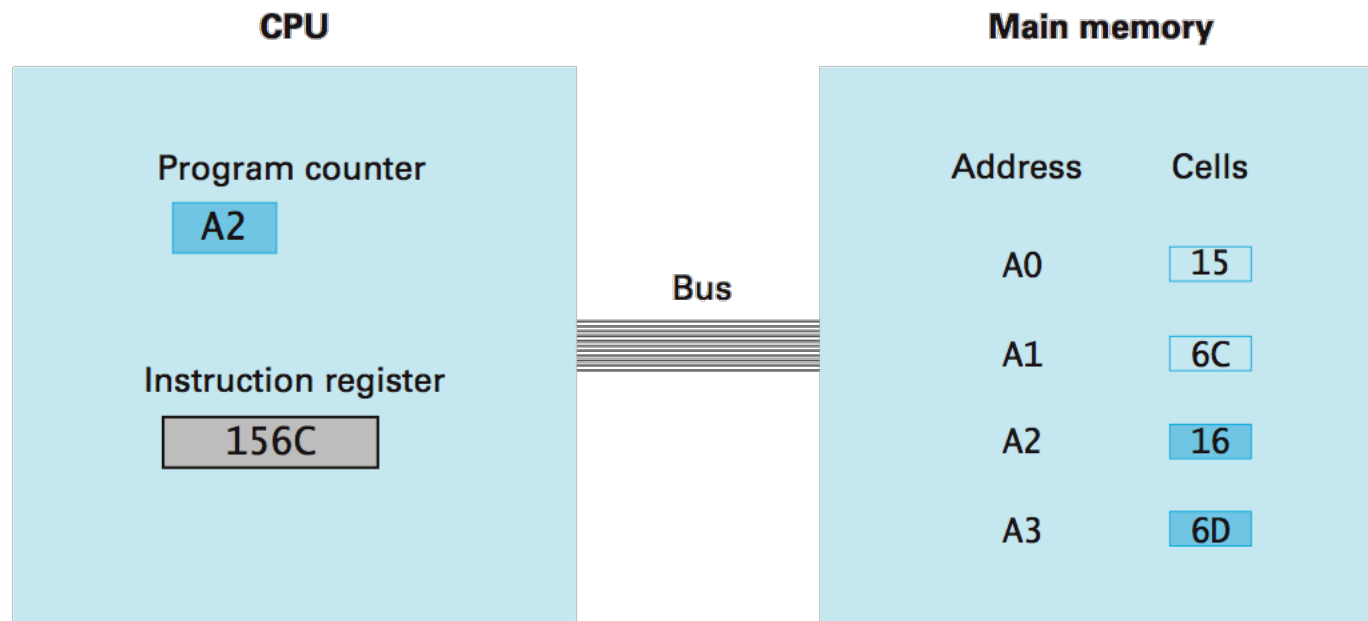 CPU
Main memory
Program counter
A2
Instruction register
156C
Bus
Address Cells
A0 15
A1 6C
A2 16
A3 6D